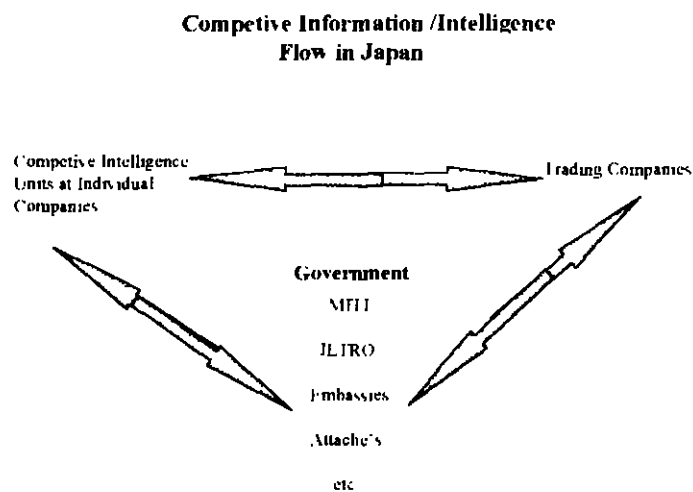 Competive Information /Intelligence
Flow in Japan
Competive Intelligence
Units at Individual
Companies
Trading Companies
Government
MITI
JETRO
Embassies
Attache's
etc